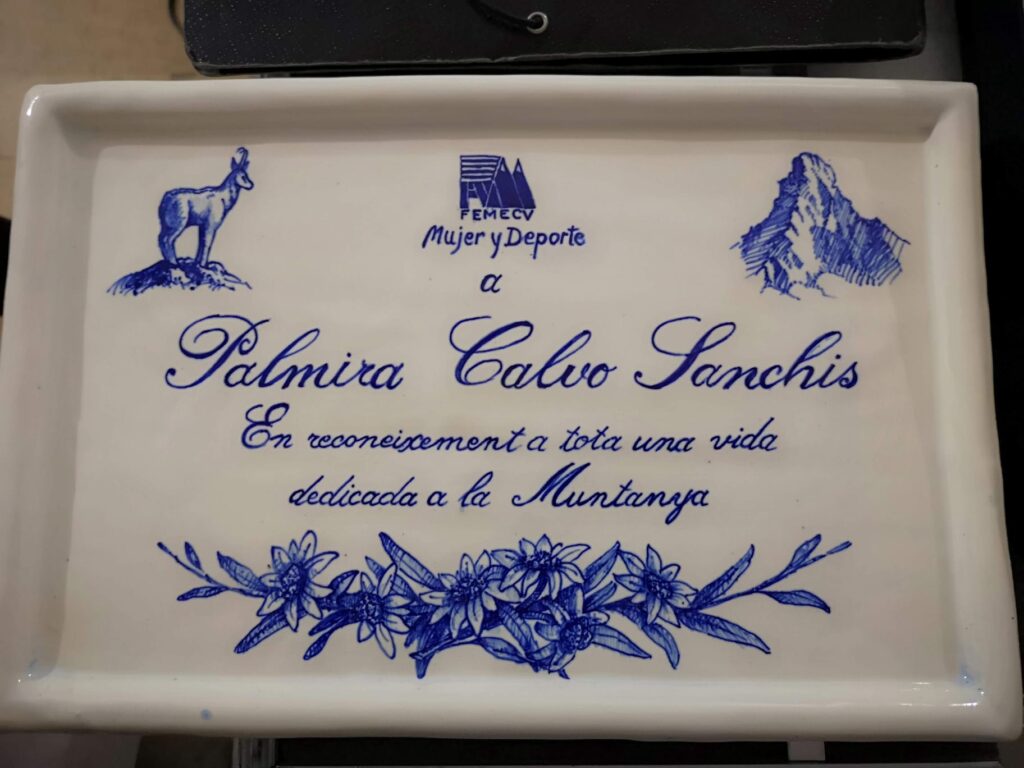 FEMECV
Mujer y Deporte
a
Palmira Calvo Sanchis
En reconeixement a tota una vida
dedicada a la Muntanya